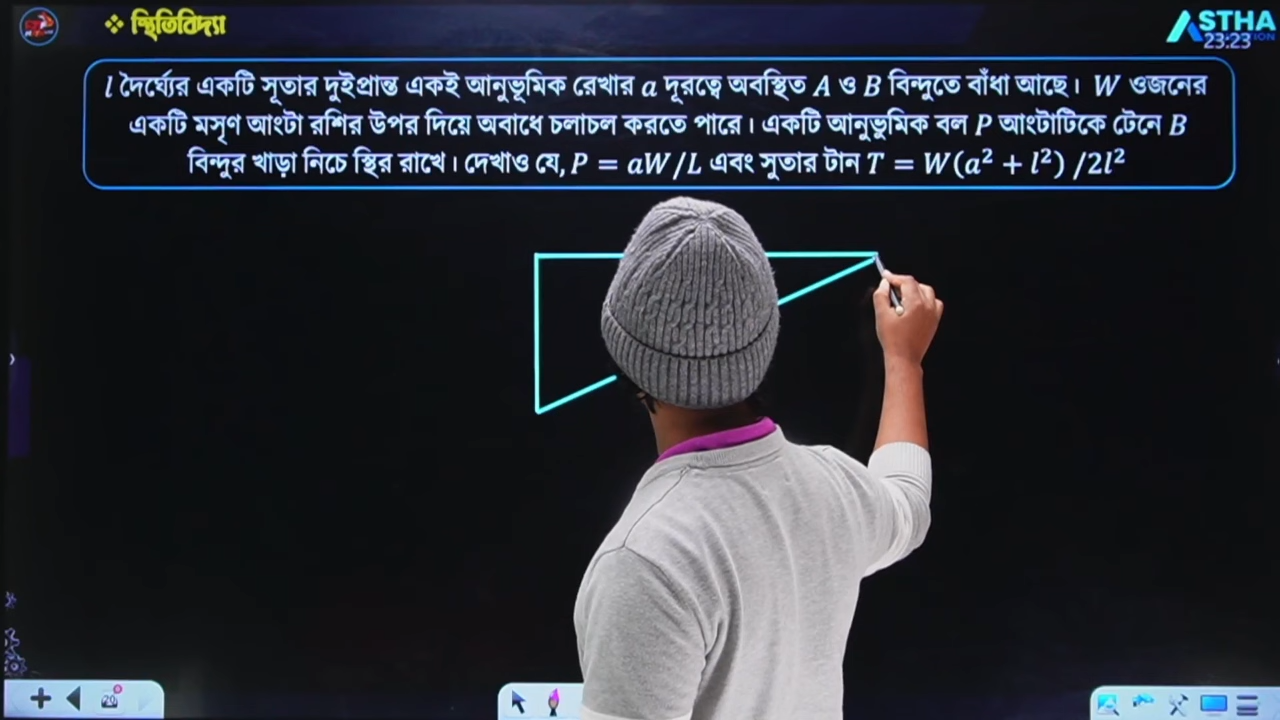 ❖ স্থিতিবিদ্যা
ASTHA
23:23
l দৈর্ঘ্যের একটি সূতার দুইপ্রান্ত একই আনুভূমিক রেখার a দূরত্বে অবস্থিত A ও B বিন্দুতে বাঁধা আছে। W ওজনের
একটি মসৃণ আংটা রশির উপর দিয়ে অবাধে চলাচল করতে পারে। একটি আনুভুমিক বল P আংটাটিকে টেনে B
বিন্দুর খাড়া নিচে স্থির রাখে। দেখাও যে, P = aW/L এবং সুতার টান T = W(a² + l²) /2l²